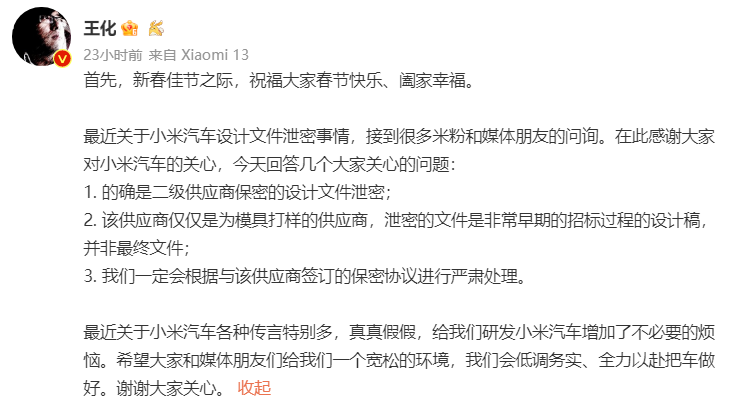 王化
23小时前 来自 Xiaomi 13
首先，新春佳节之际，祝福大家春节快乐、阖家幸福。
最近关于小米汽车设计文件泄密事情，接到很多米粉和媒体朋友的问询。在此感谢大家
对小米汽车的关心，今天回答几个大家关心的问题：
1. 的确是二级供应商保密的设计文件泄密；
2. 该供应商仅仅是为模具打样的供应商，泄密的文件是非常早期的招标过程的设计稿，
并非最终文件；
3. 我们一定会根据与该供应商签订的保密协议进行严肃处理。
最近关于小米汽车各种传言特别多，真真假假，给我们研发小米汽车增加了不必要的烦
恼。希望大家和媒体朋友们给我们一个宽松的环境，我们会低调务实、全力以赴把车做
好。谢谢大家关心。 收起